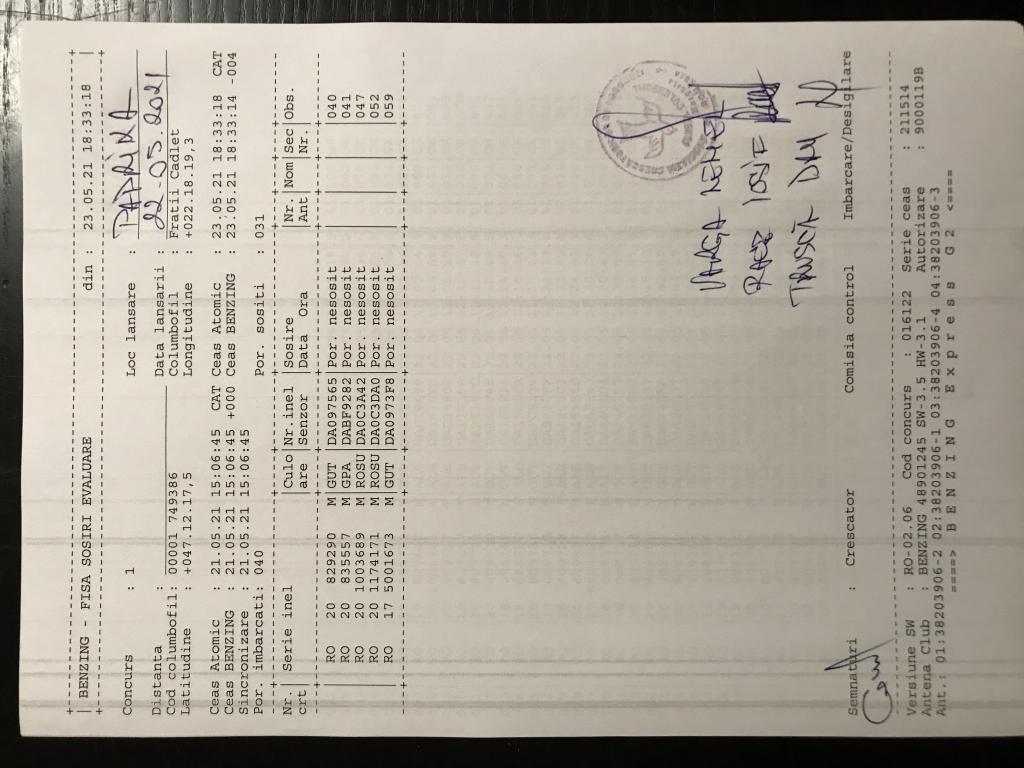 BENZING - FISA SOSIRI EVALUARE din : 23.05.21 18:33:18
Concurs : 1 Loc lansare :
Distanta : Data lansarii : 22-05.2021
Cod columbofil: 00001 749386 Columbofil : Fratii Cadlet
Latitudine : +047.12.17,5 Longitudine : +022.18.19,3
Ceas Atomic : 21.05.21 15:06:45 CAT Ceas Atomic : 23.05.21 18:33:18 CAT
Ceas BENZING : 21.05.21 15:06:45 +000 Ceas BENZING : 23.05.21 18:33:14 -004
Sincronizare : 21.05.21 15:06:45
Por. imbarcati: 040 Por. sositi : 031
Nr. |Serie inel |Culo|Nr.inel |Sosire |Nr. |Nom|Sec|Obs.
crt| |are |Senzor |Data Ora |Ant| |Nr.|
RO 20 829290 M|GUT |DA097565|Por. nesosit| | | |040
RO 20 835557 M|GPA |DABF9282|Por. nesosit| | | |041
RO 20 1003689 M|ROSU|DA0C3A42|Por. nesosit| | | |047
RO 20 1174171 M|ROSU|DA0C3DA0|Por. nesosit| | | |052
RO 17 5001673 M|GUT |DA0973F8|Por. nesosit| | | |059
VARGA
IOSIF
DAN
Semnaturi : Crescator Comisia control Imbarcare/Desigilare
Versiune SW : RO-02.06 Cod concurs : 016122 Serie ceas : 211514
Antena Club : BENZING 48901245 SW-3.5 HW-3.1 Autorizare : 9000119B
Ant.: 01:38203906-2 02:38203906-1 03:38203906-4 04:38203906-3
====> B E N Z I N G E x p r e s s G 2 <====